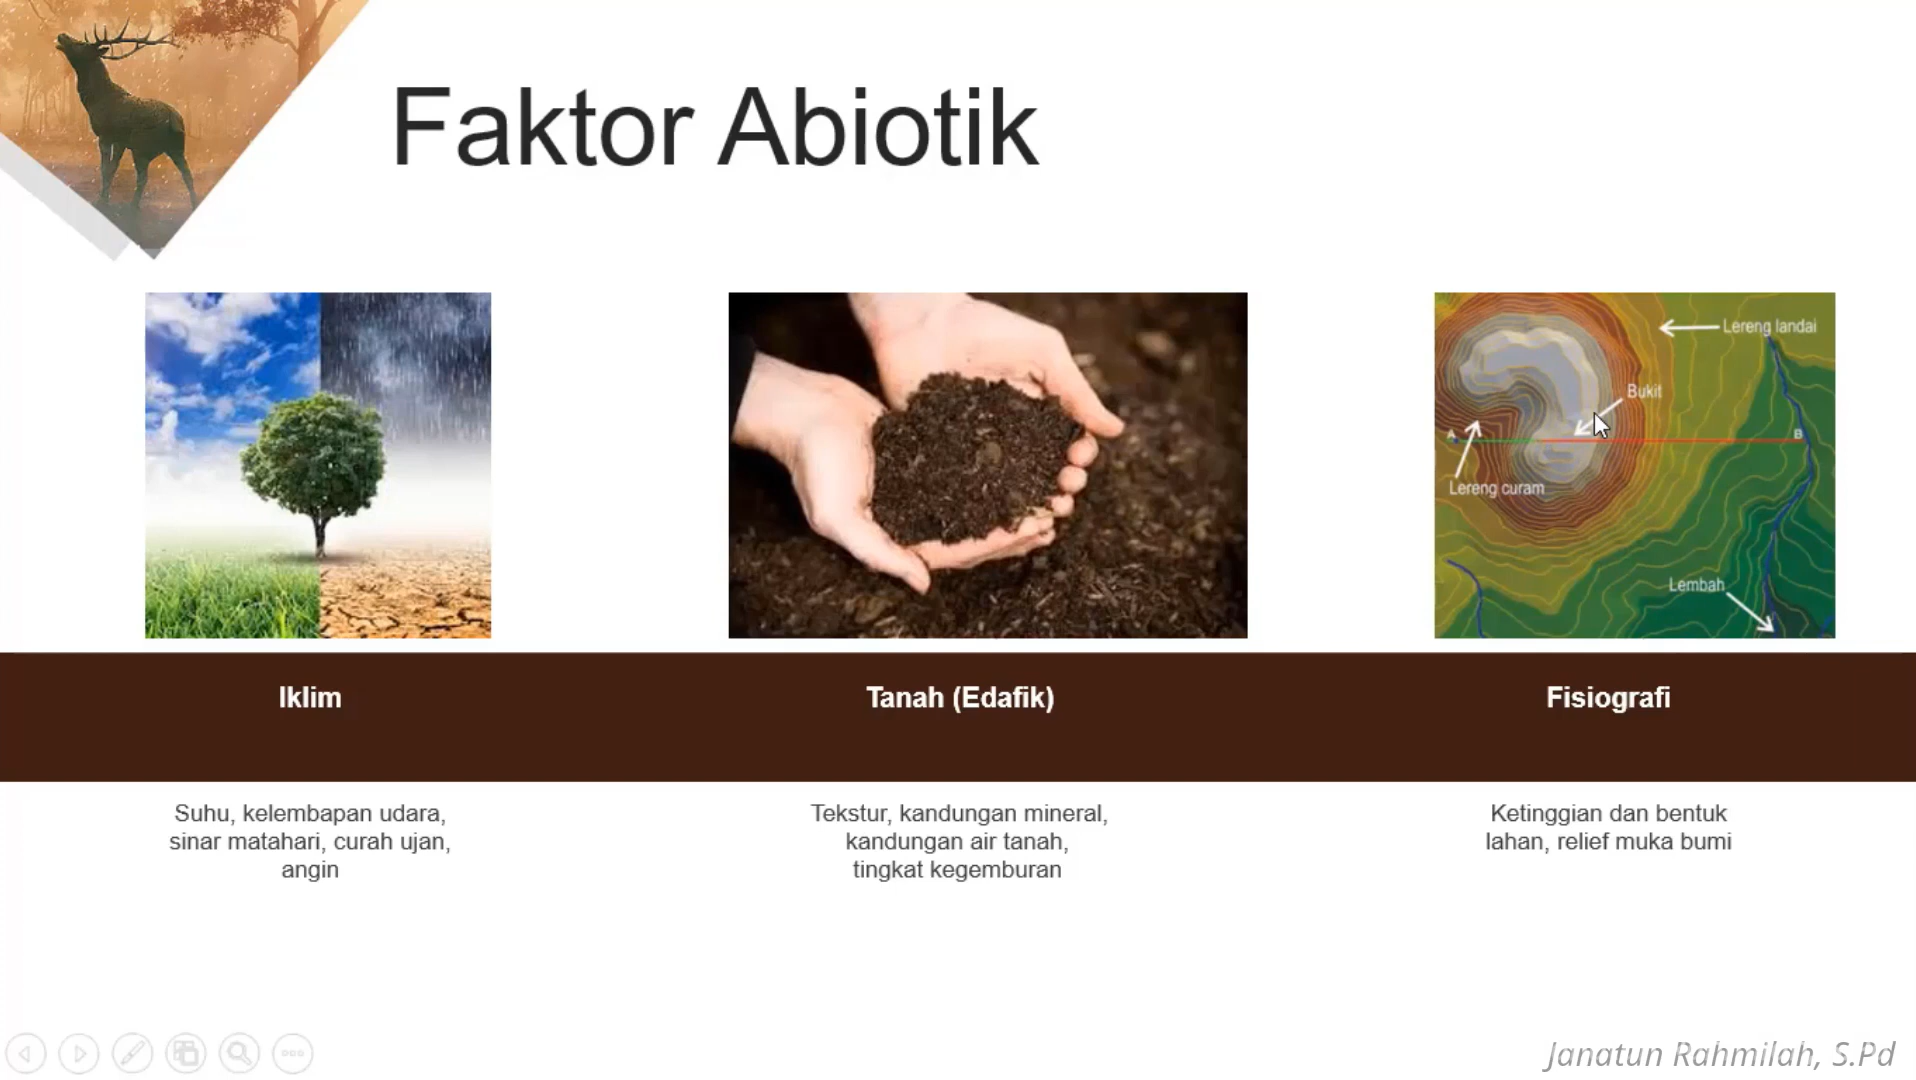 Faktor Abiotik
Lereng landai
Bukit
A
B
Lereng curam
Lembah
Iklim
Tanah (Edafik)
Fisiografi
Suhu, kelembapan udara,
sinar matahari, curah ujan,
angin
Tekstur, kandungan mineral,
kandungan air tanah,
tingkat kegemburan
Ketinggian dan bentuk
lahan, relief muka bumi
Janatun Rahmilah, S.Pd